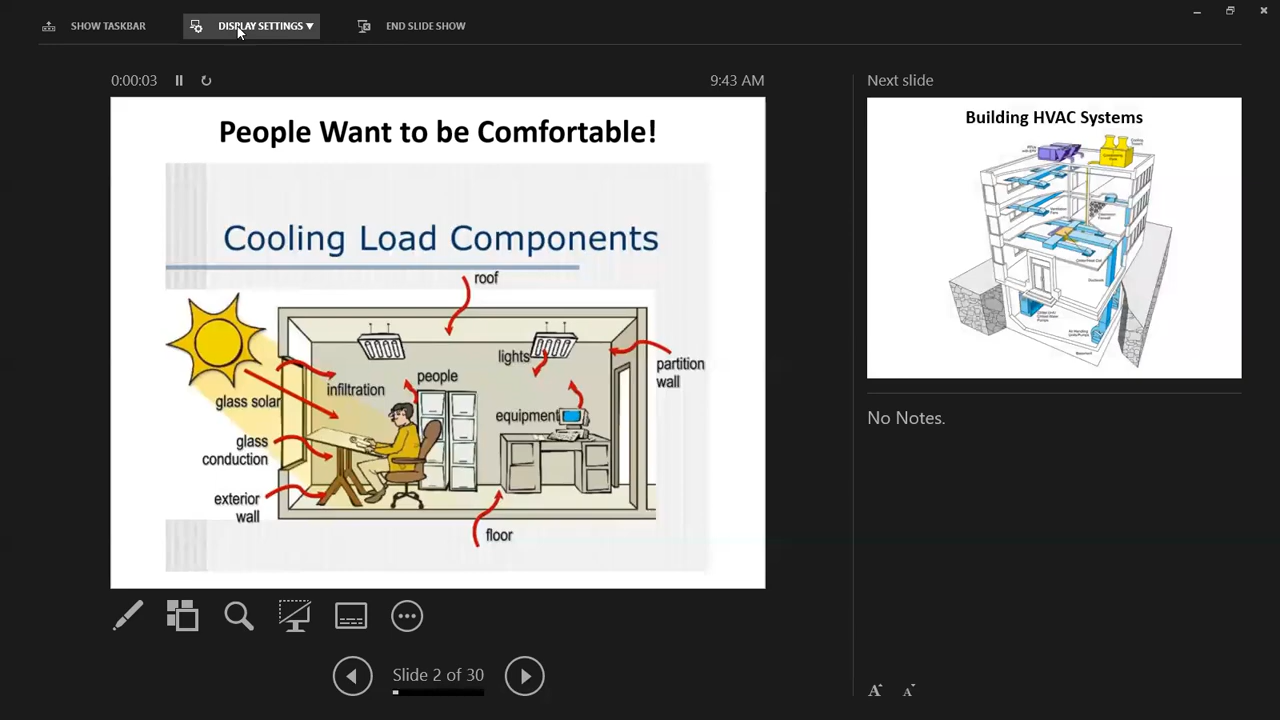 SHOW TASKBAR
DISPLAY SETTINGS ▼
END SLIDE SHOW
0:00:03
9:43 AM
People Want to be Comfortable!
Cooling Load Components
roof
lights
partition
wall
people
infiltration
glass solar
equipment
glass
conduction
exterior
wall
floor
Slide 2 of 30
Next slide
Building HVAC Systems
No Notes.
A A